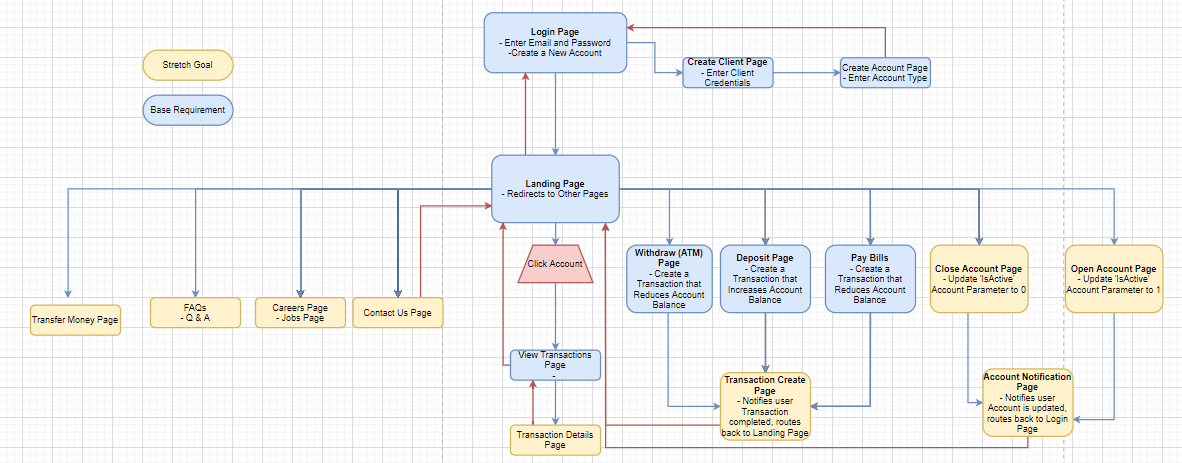 Login Page
- Enter Email and Password
-Create a New Account
Stretch Goal
Base Requirement
Create Client Page
- Enter Client
Credentials
Create Account Page
- Enter Account Type
Landing Page
- Redirects to Other Pages
Click Account
Withdraw (ATM)
Page
- Create a
Transaction that
Reduces Account
Balance
Deposit Page
- Create a
Transaction that
Increases Account
Balance
Pay Bills
- Create a
Transaction that
Reduces Account
Balance
Close Account Page
- Update 'IsActive'
Account Parameter to 0
Open Account Page
- Update 'IsActive'
Account Parameter to 1
Transfer Money Page
FAQs
- Q & A
Careers Page
- Jobs Page
Contact Us Page
View Transactions
Page
-
Transaction Details
Page
Transaction Create
Page
- Notifies user
Transaction
completed, routes
back to Landing Page
Account Notification
Page
- Notifies user
Account is updated,
routes back to Login
Page